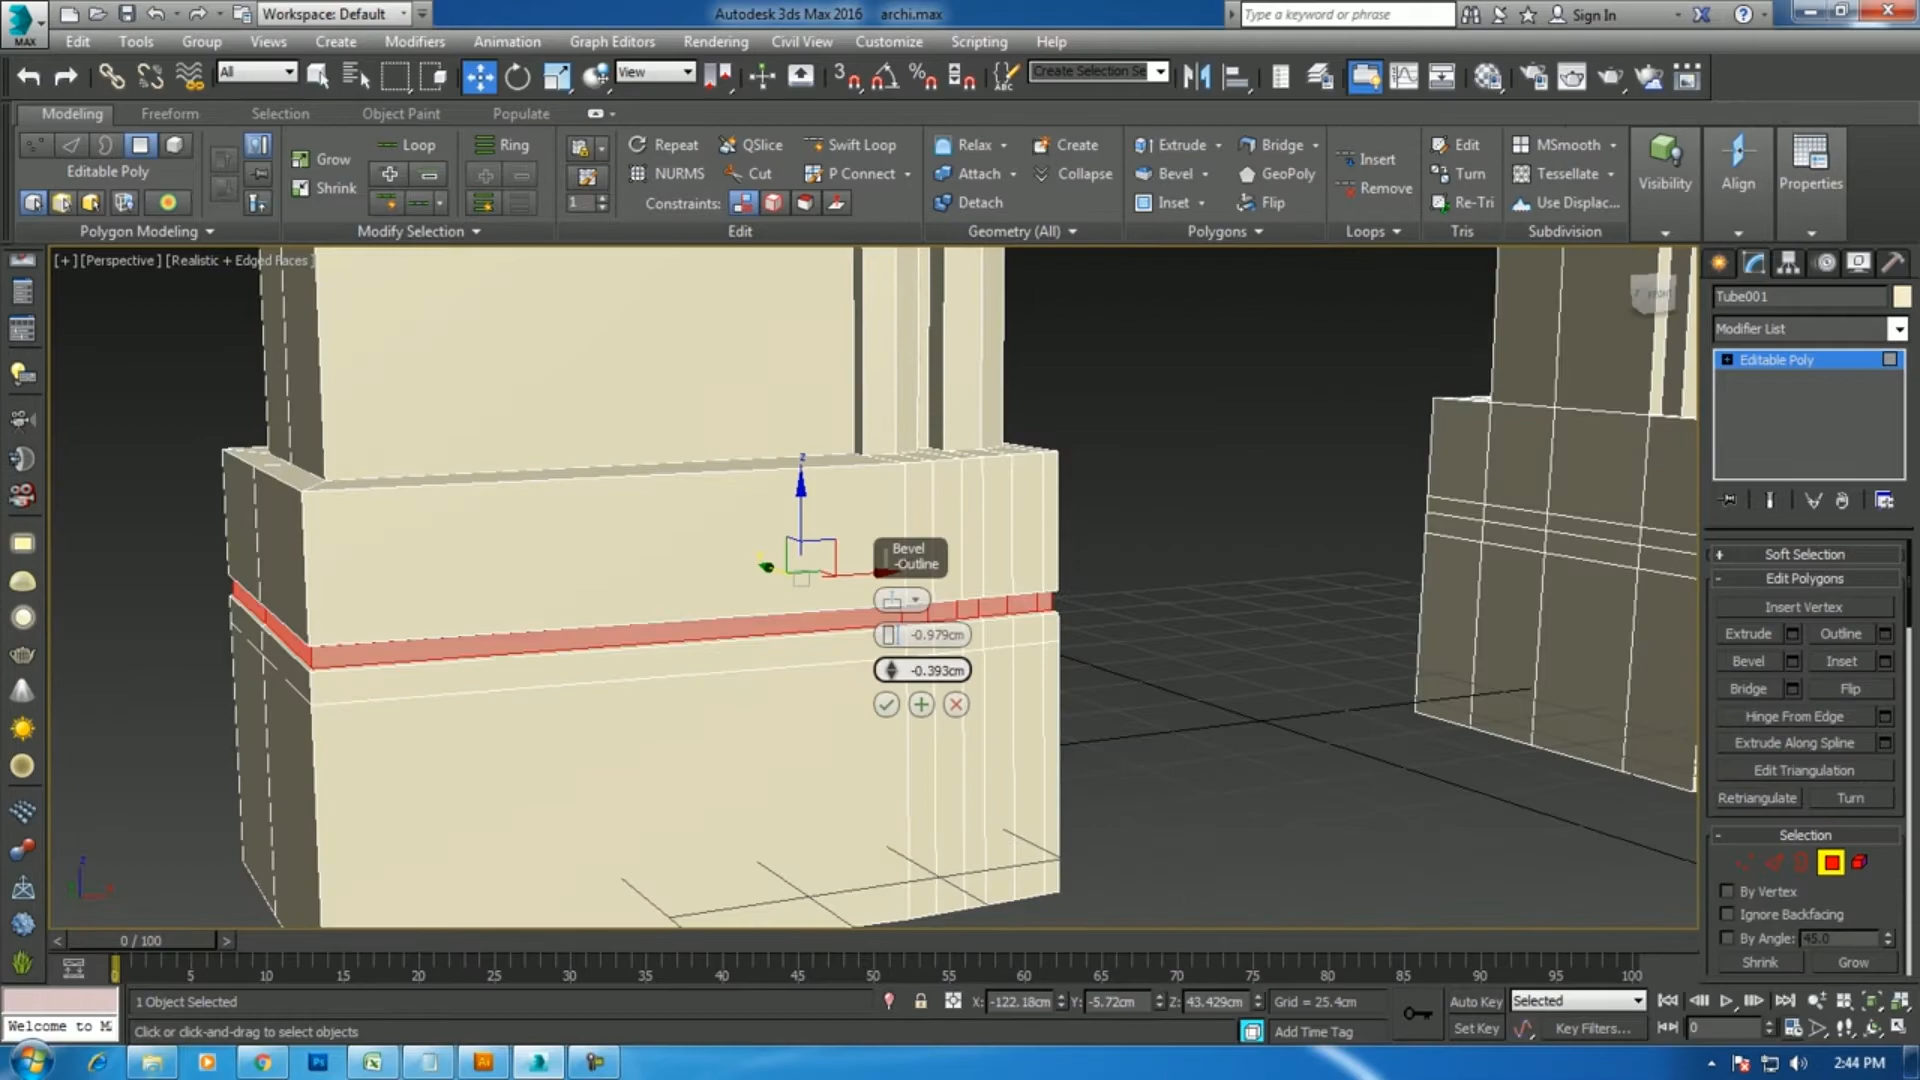 Workspace: Default
Autodesk 3ds Max 2016 archi.max
Type a keyword or phrase
Sign In
MAX
Edit Tools Group Views Create Modifiers Animation Graph Editors Rendering Civil View Customize Scripting Help
All
View
3
ABC
Create Selection Se
Modeling Freeform Selection Object Paint Populate
Editable Poly
Grow
Shrink
Loop
Ring
1
Repeat QSlice Swift Loop
NURMS Cut P Connect
Constraints:
Relax Create
Attach Collapse
Detach
Extrude Bridge
Bevel GeoPoly
Inset Flip
Insert
Remove
Edit
Turn
Re-Tri
MSmooth
Tessellate
Use Displac...
Visibility
Align
Properties
Polygon Modeling Modify Selection Edit Geometry (All) Polygons Loops Tris Subdivision
[+] [Perspective] [Realistic + Edged Faces]
FRONT
z
Bevel
-Outline
-0.979cm
-0.393cm
z
Tube001
Modifier List
Editable Poly
+ Soft Selection
- Edit Polygons
Insert Vertex
Extrude Outline
Bevel Inset
Bridge Flip
Hinge From Edge
Extrude Along Spline
Edit Triangulation
Retriangulate Turn
- Selection
By Vertex
Ignore Backfacing
By Angle: 45.0
Shrink Grow
< 0 / 100 >
0 5 10 15 20 25 30 35 40 45 50 55 60 65 70 75 80 85 90 95 100
1 Object Selected
X: -122.18cm Y: -5.72cm Z: 43.429cm Grid = 25.4cm
Auto Key Selected
Welcome to M
Click or click-and-drag to select objects
Add Time Tag
Set Key Key Filters...
0
2:44 PM